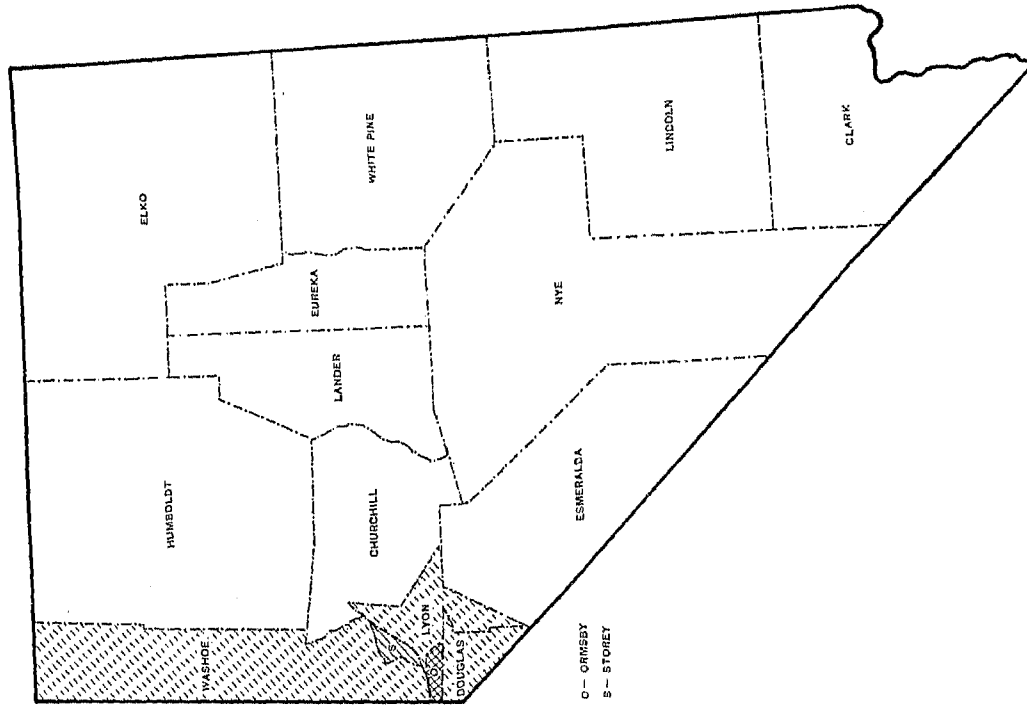 ELKO
WHITE PINE
HUMBOLDT
EUREKA
LANDER
LINCOLN
CLARK
NYE
CHURCHILL
ESMERALDA
WASHOE
S
LYON
O
DOUGLAS
O — ORMSBY
S — STOREY